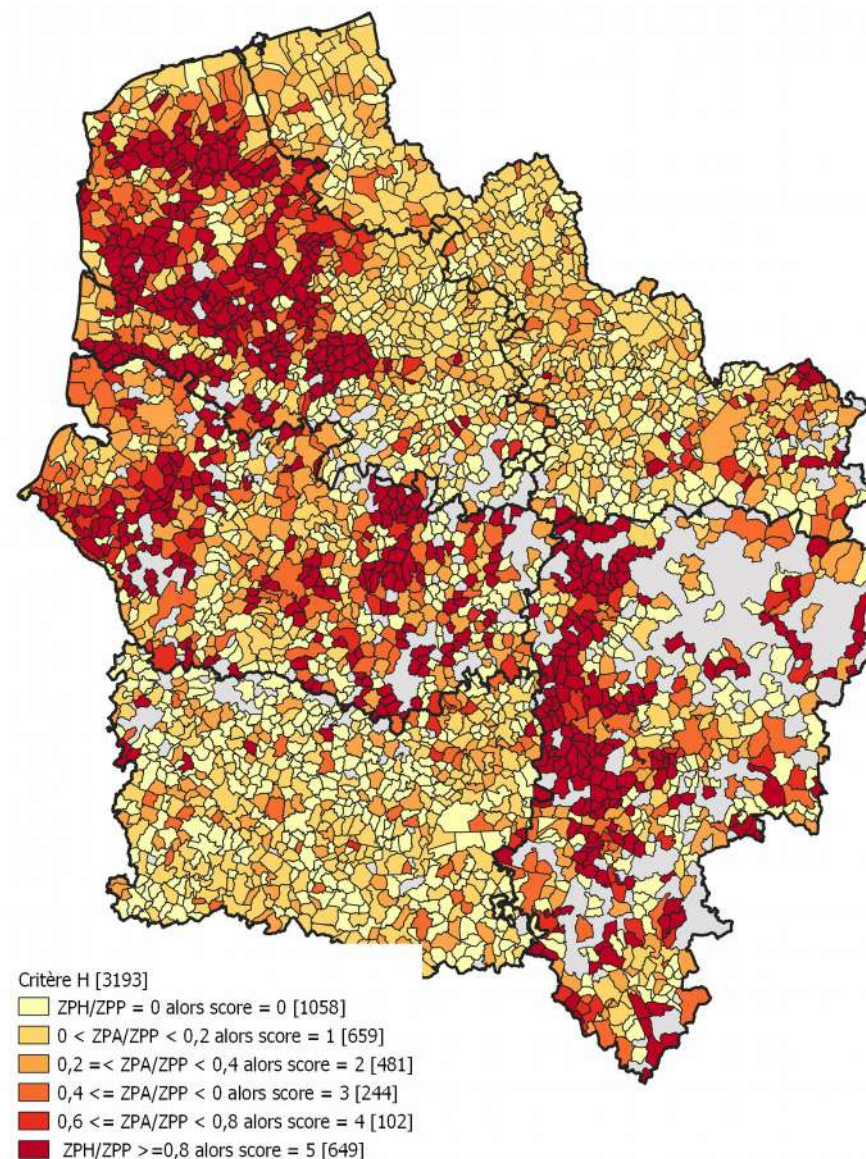 Critère H [3193]
ZPH/ZPP = 0 alors score = 0 [1058]
0 < ZPA/ZPP < 0,2 alors score = 1 [659]
0,2 =< ZPA/ZPP < 0,4 alors score = 2 [481]
0,4 <= ZPA/ZPP < 0 alors score = 3 [244]
0,6 <= ZPA/ZPP < 0,8 alors score = 4 [102]
ZPH/ZPP >=0,8 alors score = 5 [649]